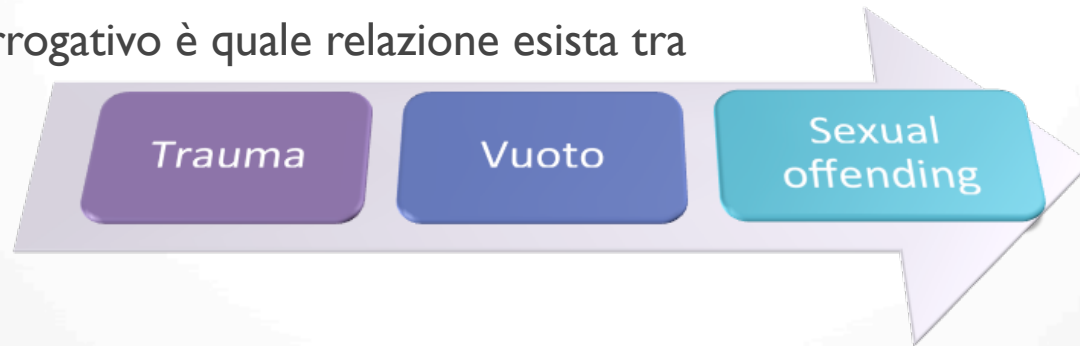 rrogativo è quale relazione esista tra
Trauma
Vuoto
Sexual
offending